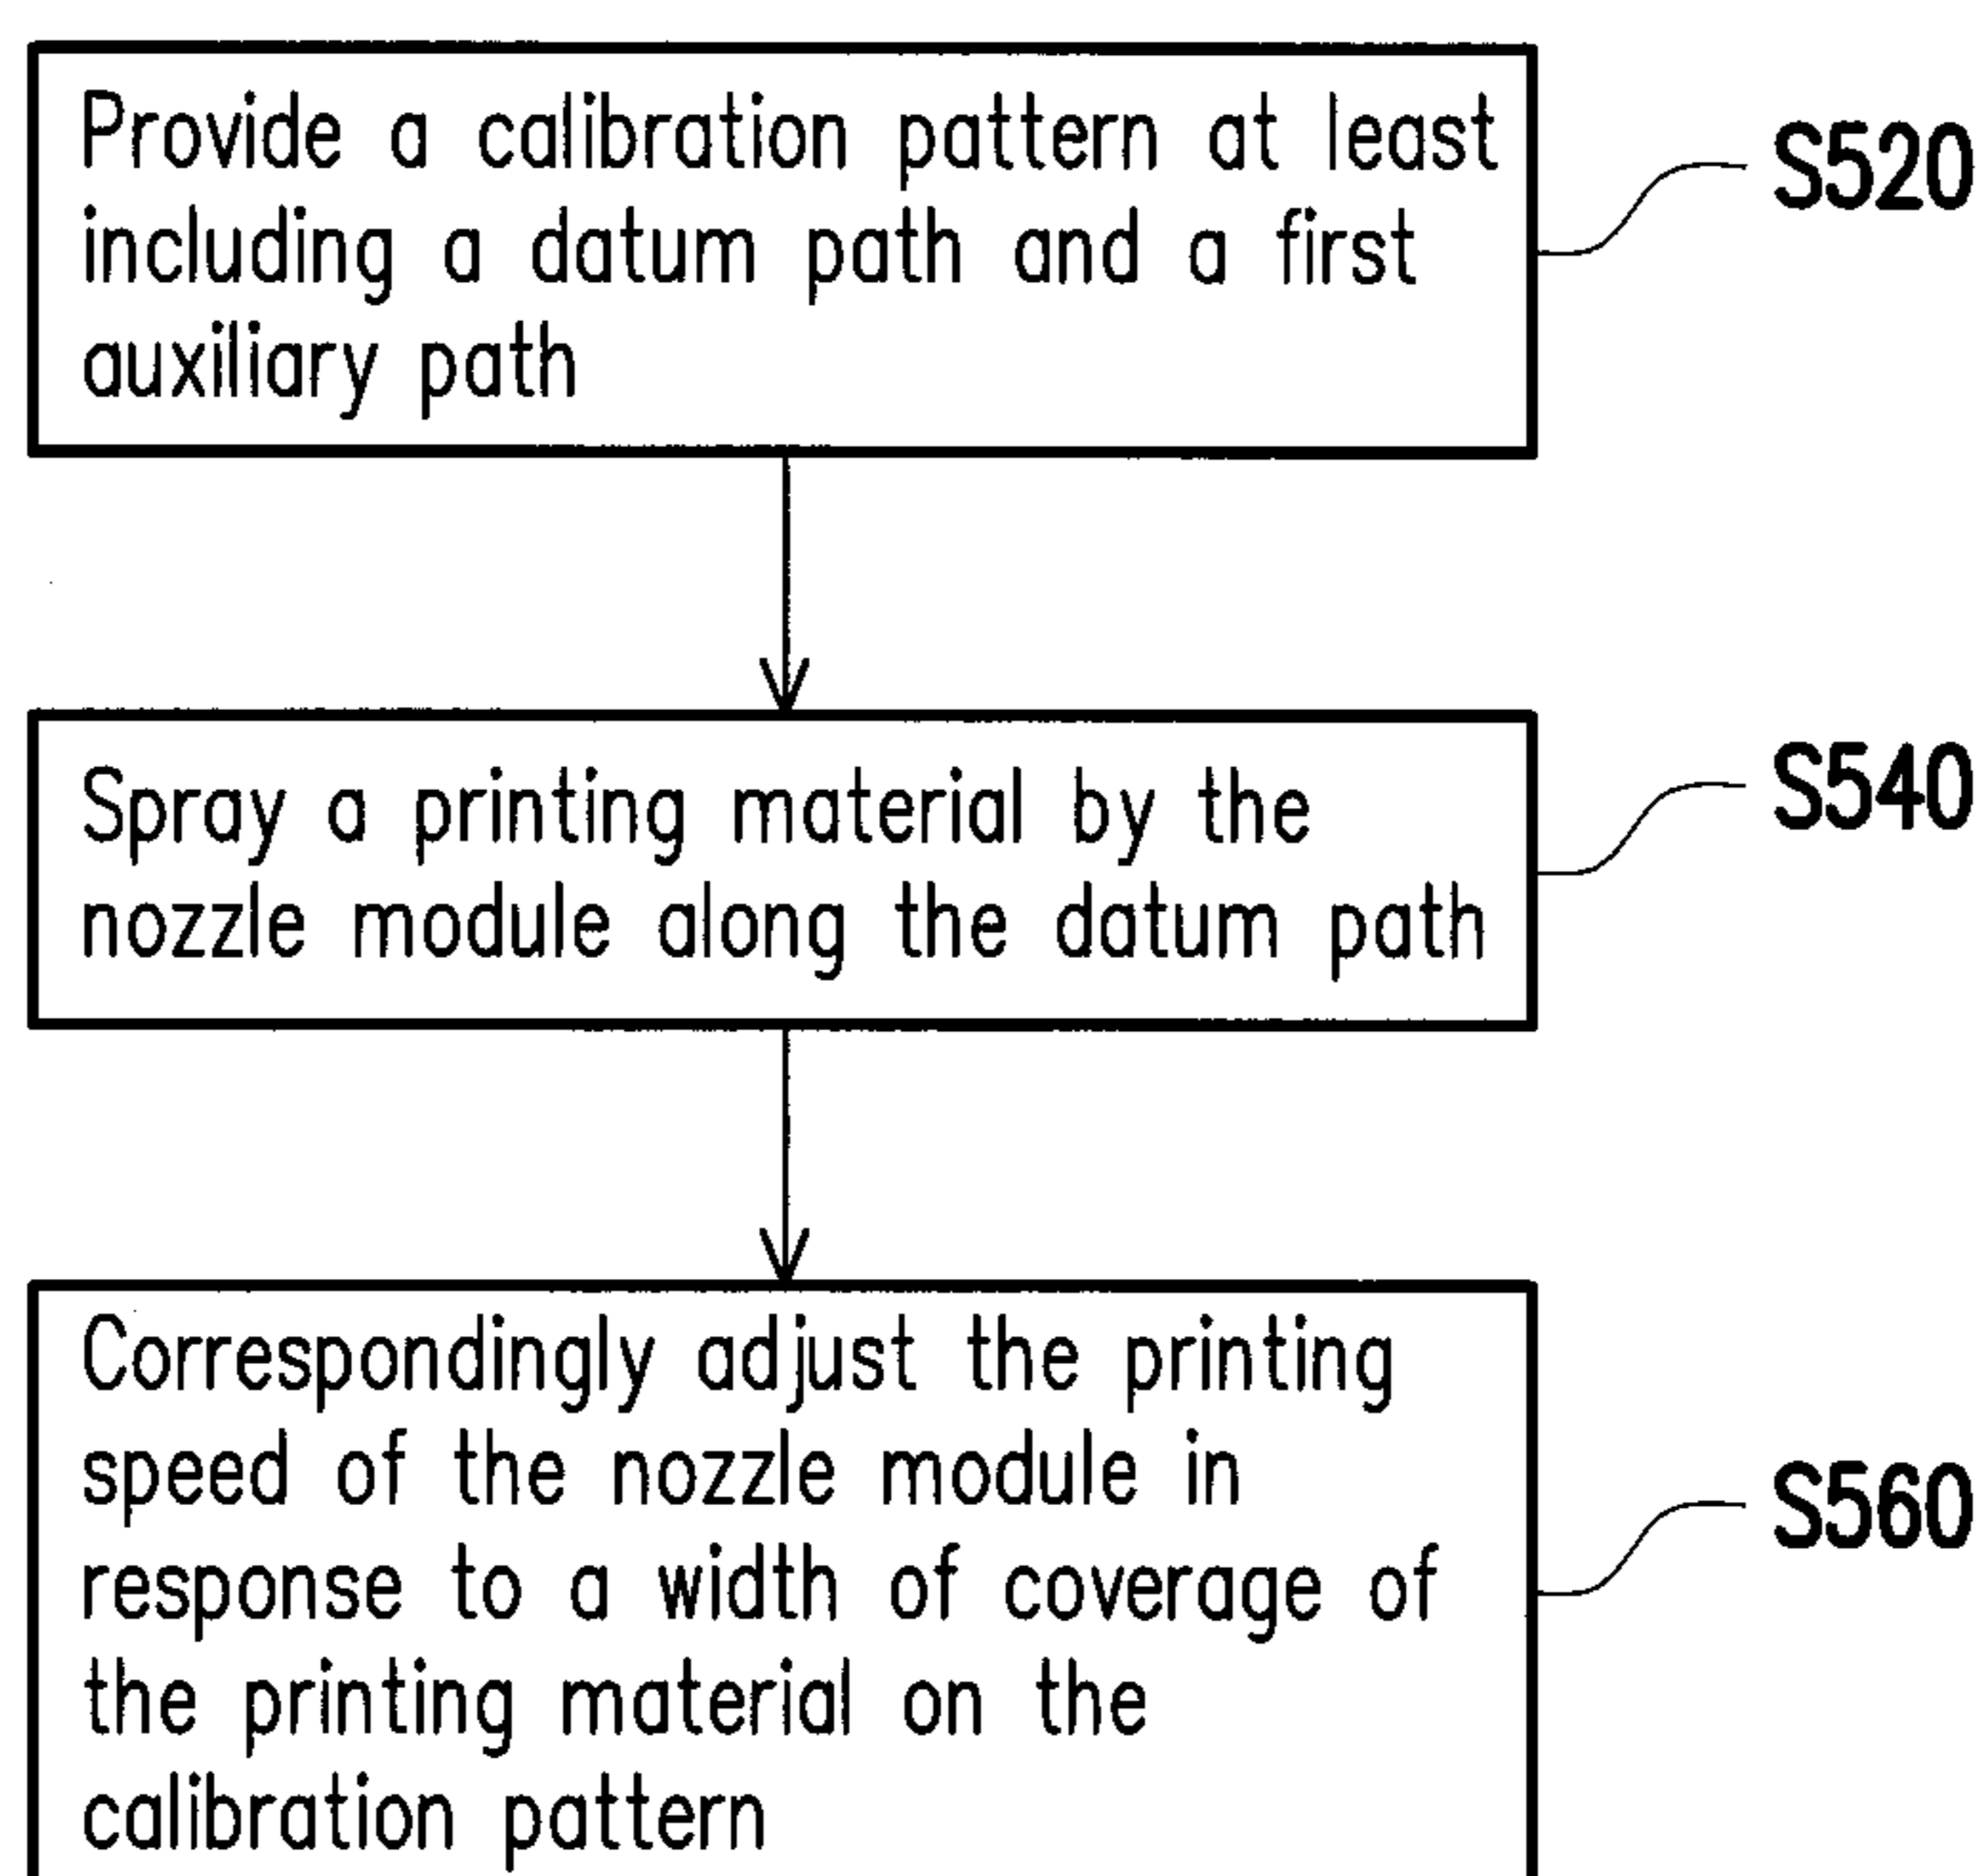 Provide a calibration pattern at least
including a datum path and a first
auxiliary path
S520
Spray a printing material by the
nozzle module along the datum path
S540
Correspondingly adjust the printing
speed of the nozzle module in
response to a width of coverage of
the printing material on the
calibration pattern
S560